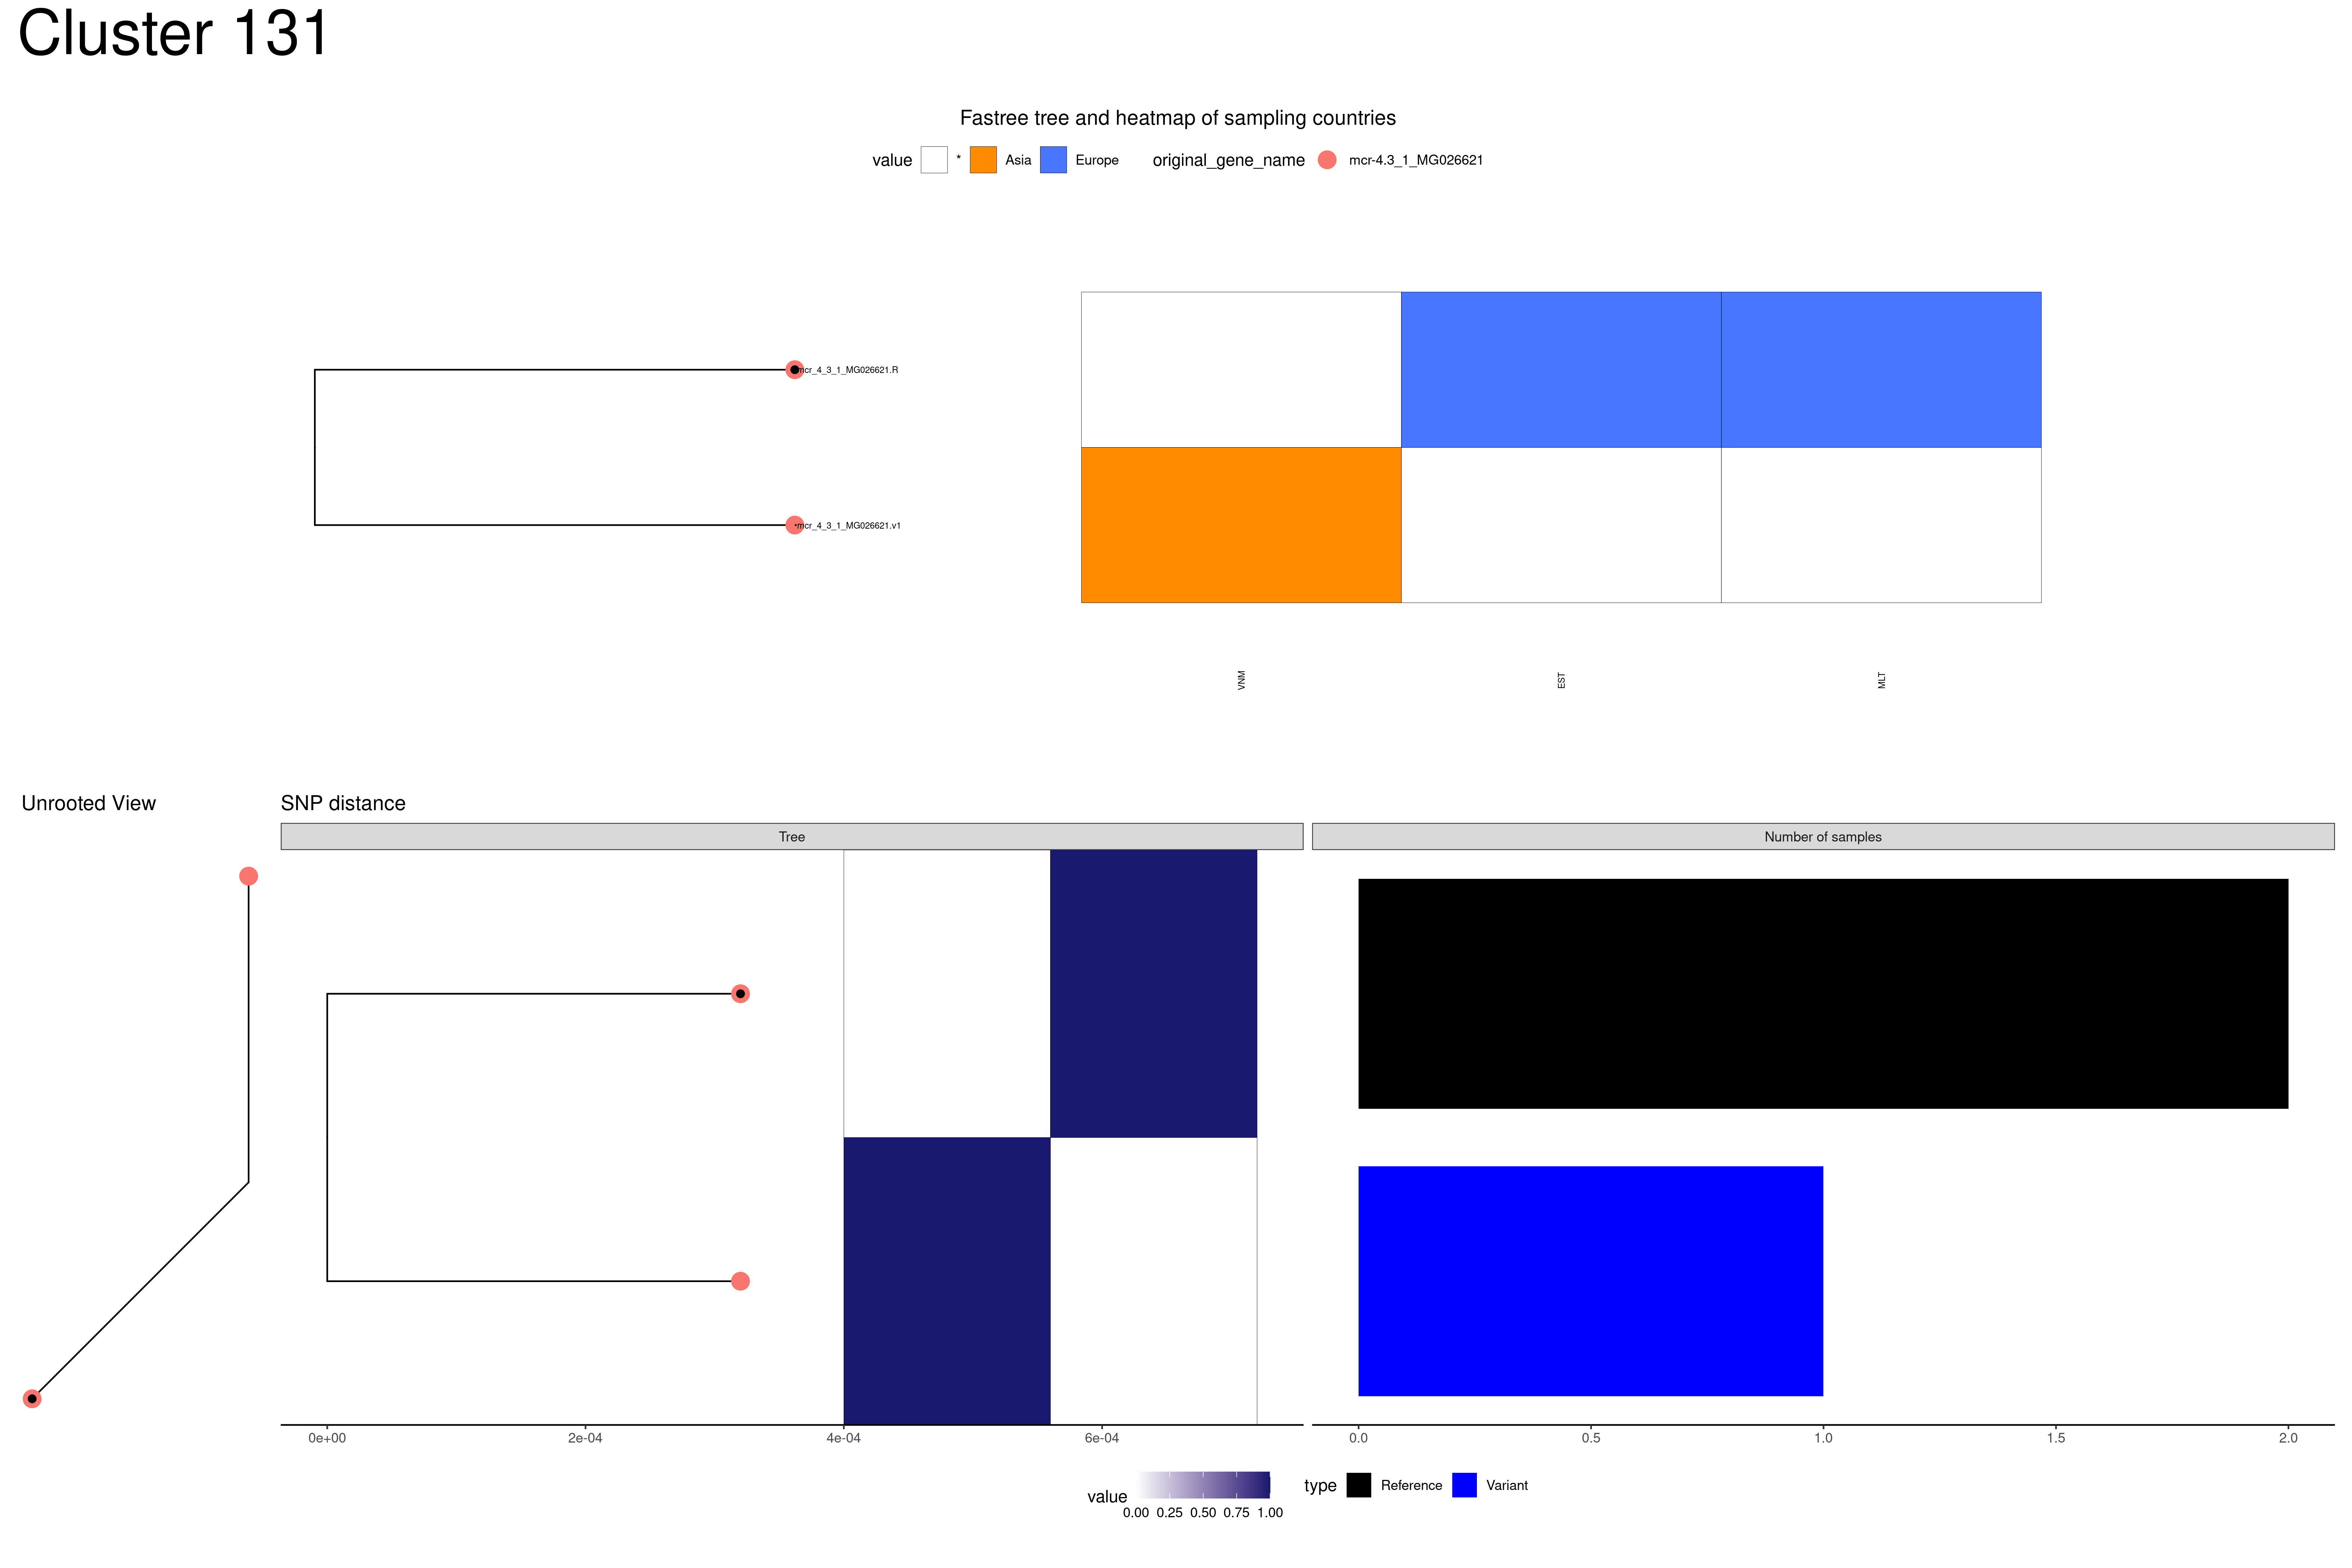 Cluster 131
Fastree tree and heatmap of sampling countries
value * Asia Europe original_gene_name mcr-4.3_1_MG026621
mcr_4_3_1_MG026621.R
mcr_4_3_1_MG026621.v1
VNM EST MLT
Unrooted View SNP distance
Tree Number of samples
0e+00 2e-04 4e-04 6e-04 0.0 0.5 1.0 1.5 2.0
value 0.00 0.25 0.50 0.75 1.00 type Reference Variant